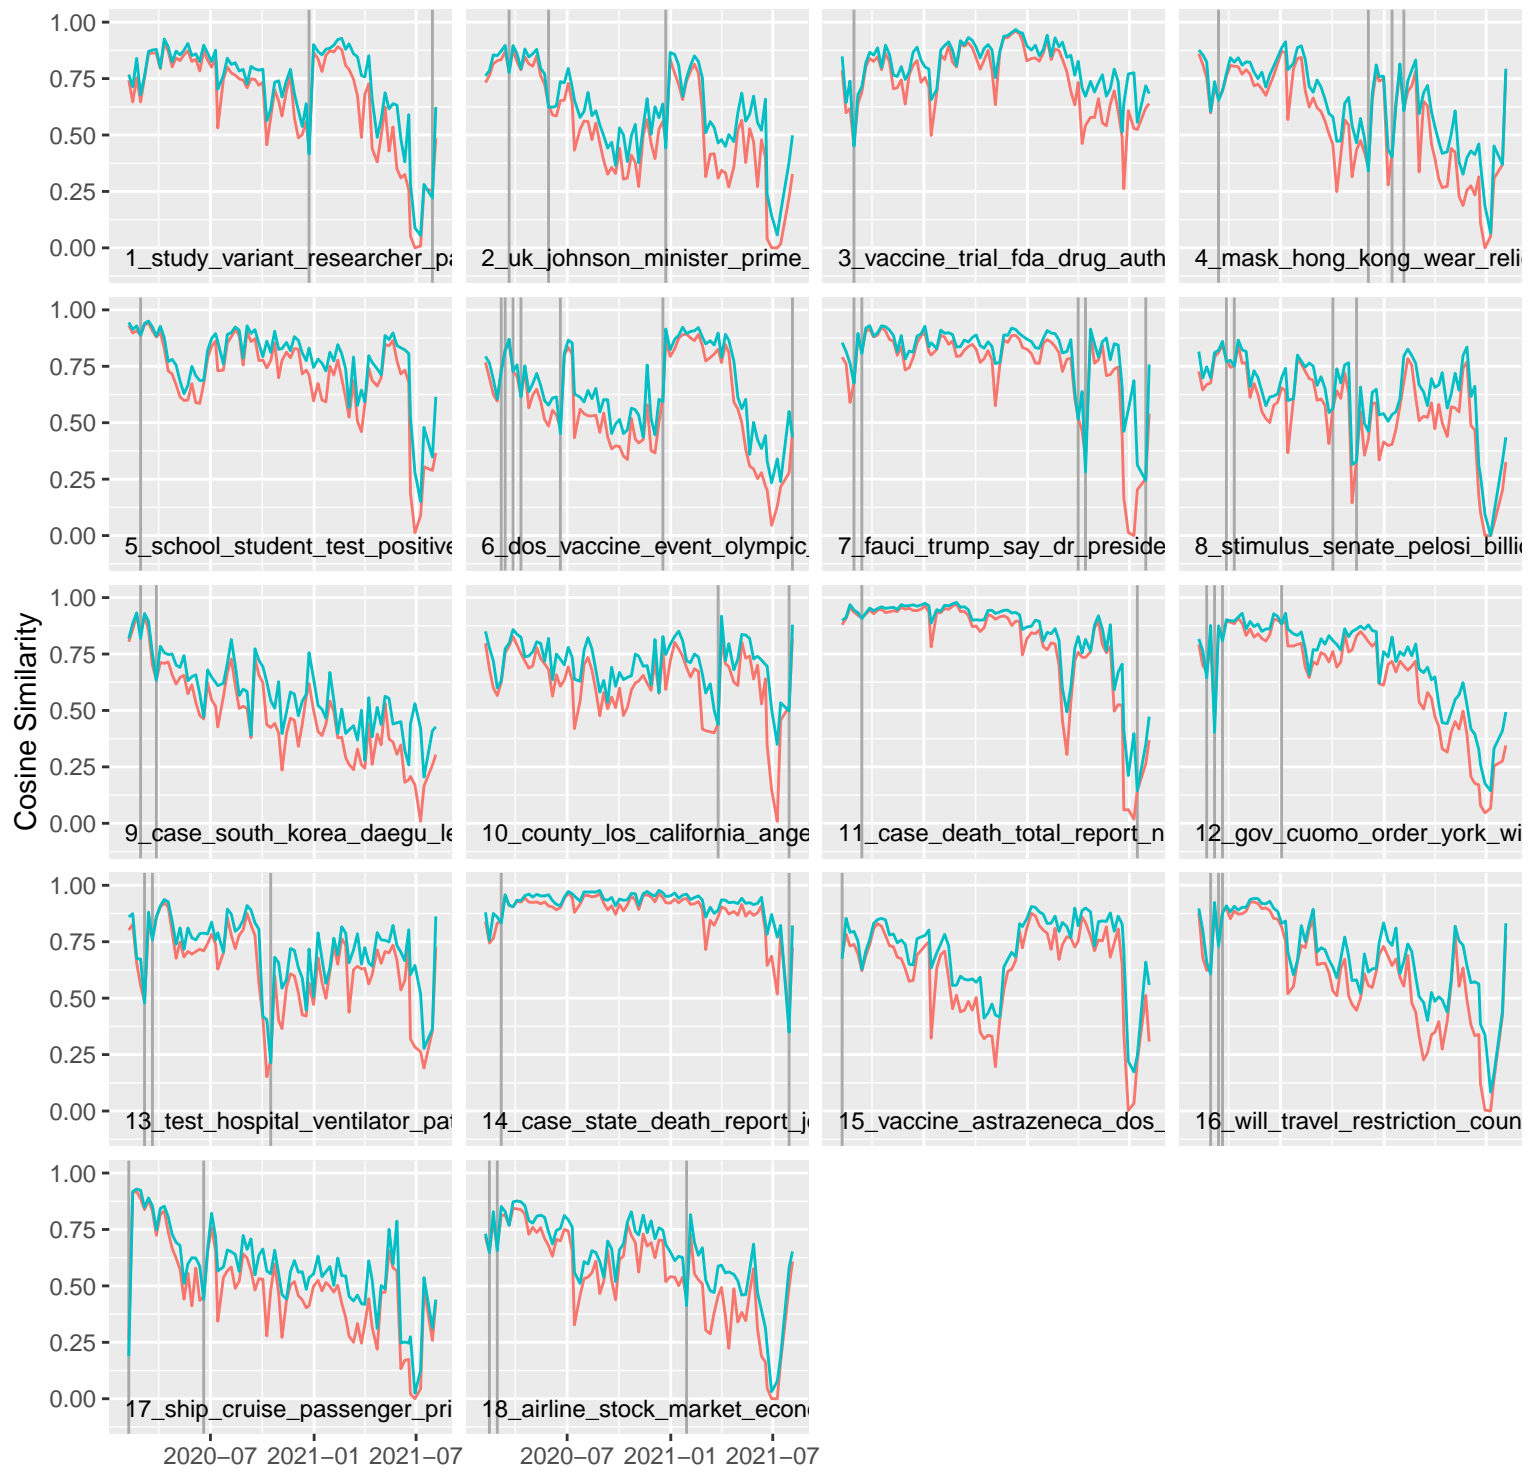 1.00
0.75
0.50
0.25
0.00
1_study_variant_researcher_pa
2_uk_johnson_minister_prime_
3_vaccine_trial_fda_drug_auth
4_mask_hong_kong_wear_reli
1.00
0.75
0.50
0.25
0.00
5_school_student_test_positive
6_dos_vaccine_event_olympic_
7_fauci_trump_say_dr_preside
8_stimulus_senate_pelosi_billio
Cosine Similarity
1.00
0.75
0.50
0.25
0.00
9_case_south_korea_daegu_le
10_county_los_california_ange
11_case_death_total_report_n
12_gov_cuomo_order_york_wi
1.00
0.75
0.50
0.25
0.00
13_test_hospital_ventilator_pat
14_case_state_death_report_jo
15_vaccine_astrazeneca_dos_
16_will_travel_restriction_coun
1.00
0.75
0.50
0.25
0.00
17_ship_cruise_passenger_pri
18_airline_stock_market_econo
2020−07 2021−01 2021−07
2020−07 2021−01 2021−07